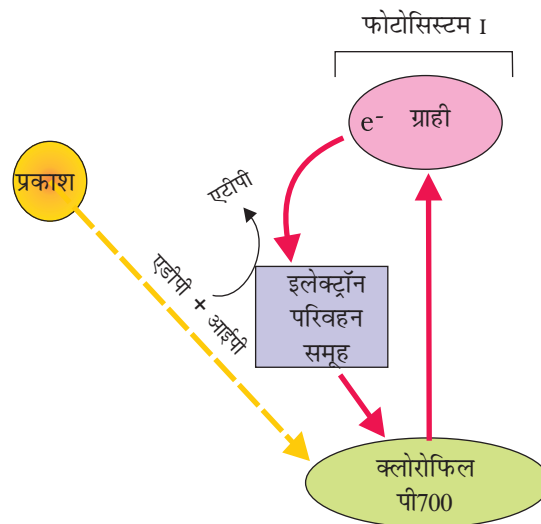 फोटोसिस्टम I
e- ग्राही
प्रकाश
एटीपी
एडीपी + आईपी
इलेक्ट्रॉन
परिवहन
समूह
क्लोरोफिल
पी700